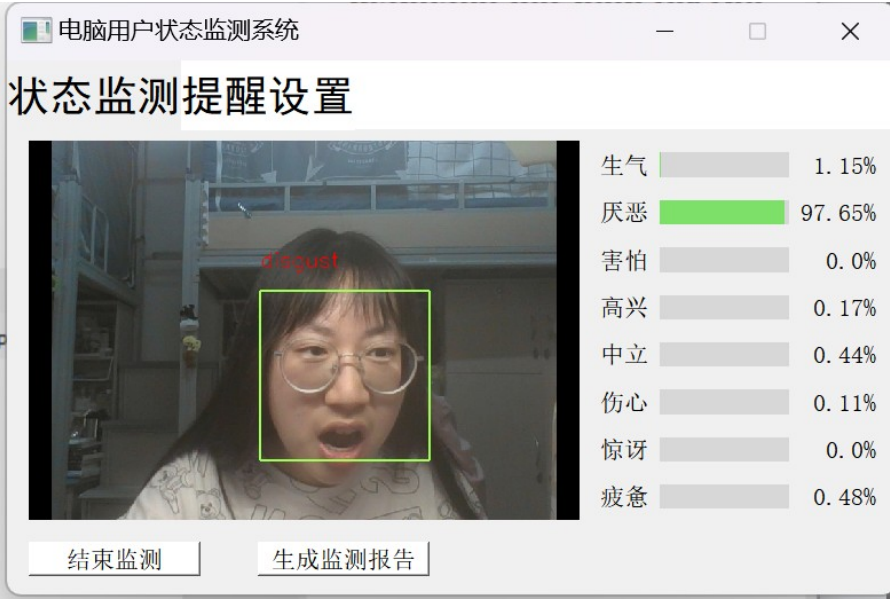 电脑用户状态监测系统
状态监测提醒设置
disgust
生气 1.15%
厌恶 97.65%
害怕 0.0%
高兴 0.17%
中立 0.44%
伤心 0.11%
惊讶 0.0%
疲惫 0.48%
结束监测 生成监测报告